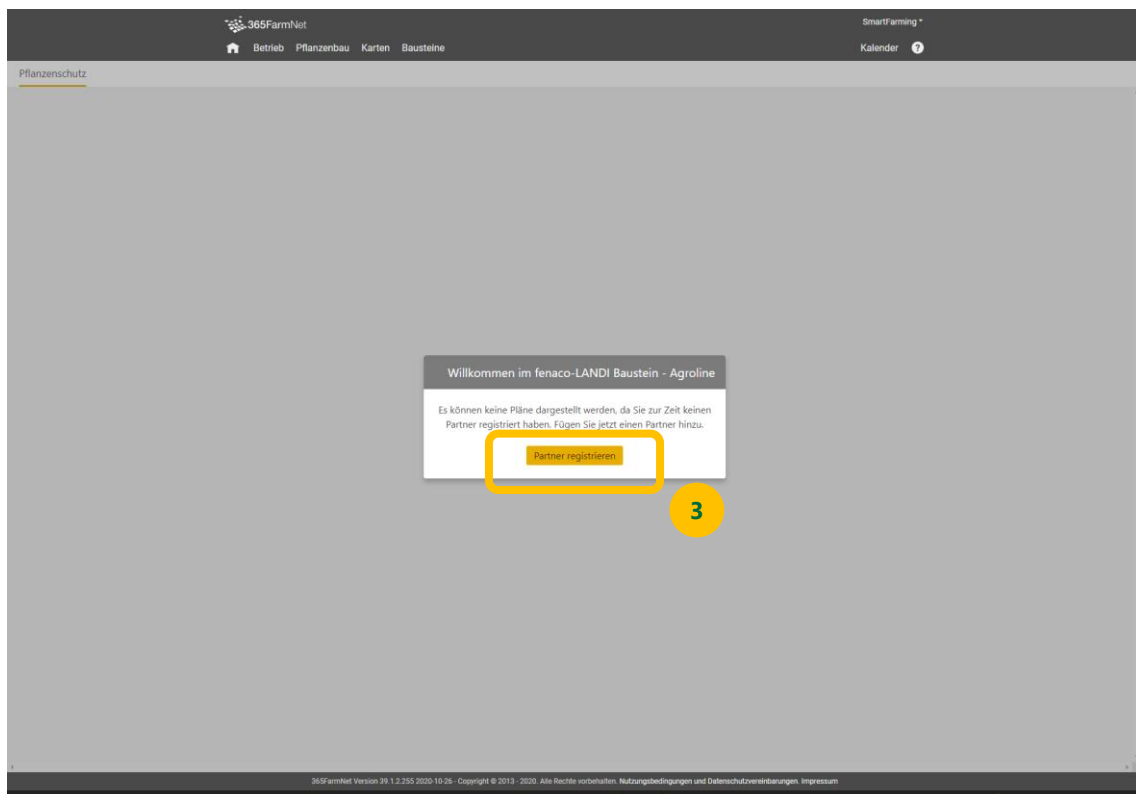 365FarmNet
SmartFarming
Betrieb Pflanzenbau Karten Bausteine
Kalender ?
Pflanzenschutz
Willkommen im fenaco-LANDI Baustein - Agroline
Es können keine Pläne dargestellt werden, da Sie zur Zeit keinen
Partner registriert haben. Fügen Sie jetzt einen Partner hinzu.
Partner registrieren
3
365FarmNet Version 39.1.2.255 2020-10-26 - Copyright © 2013 - 2020. Alle Rechte vorbehalten. Nutzungsbedingungen und Datenschutzvereinbarungen. Impressum